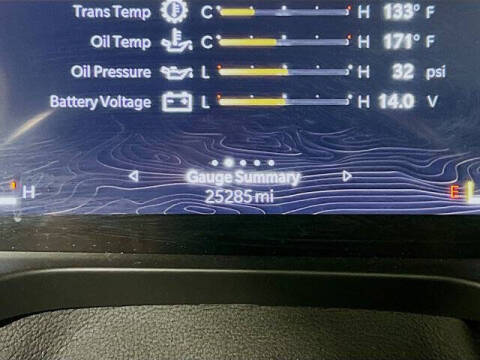 Trans Temp C H 133° F
Oil Temp C H 171° F
Oil Pressure L H 32 psi
Battery Voltage L H 14.0 V
Gauge Summary
25285 mi
H E